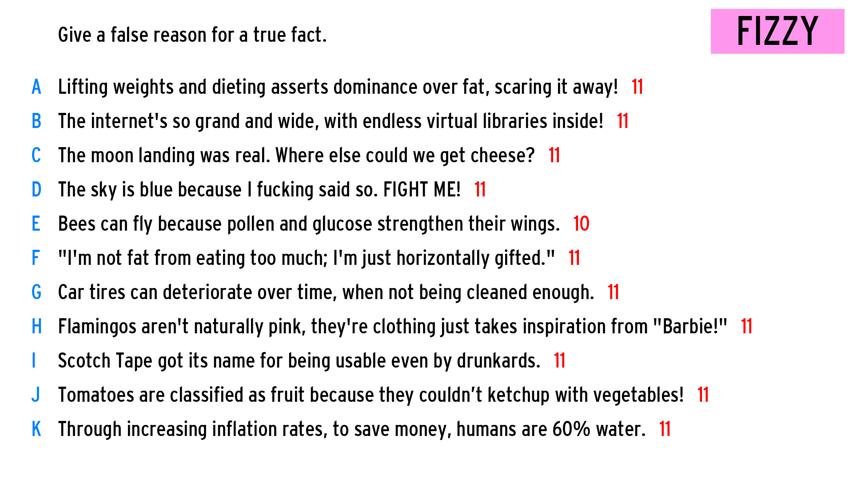 Give a false reason for a true fact.
FIZZY
A Lifting weights and dieting asserts dominance over fat, scaring it away! 11
B The internet's so grand and wide, with endless virtual libraries inside! 11
C The moon landing was real. Where else could we get cheese? 11
D The sky is blue because I fucking said so. FIGHT ME! 11
E Bees can fly because pollen and glucose strengthen their wings. 10
F "I'm not fat from eating too much; I'm just horizontally gifted." 11
G Car tires can deteriorate over time, when not being cleaned enough. 11
H Flamingos aren't naturally pink, they're clothing just takes inspiration from "Barbie!" 11
I Scotch Tape got its name for being usable even by drunkards. 11
J Tomatoes are classified as fruit because they couldn’t ketchup with vegetables! 11
K Through increasing inflation rates, to save money, humans are 60% water. 11